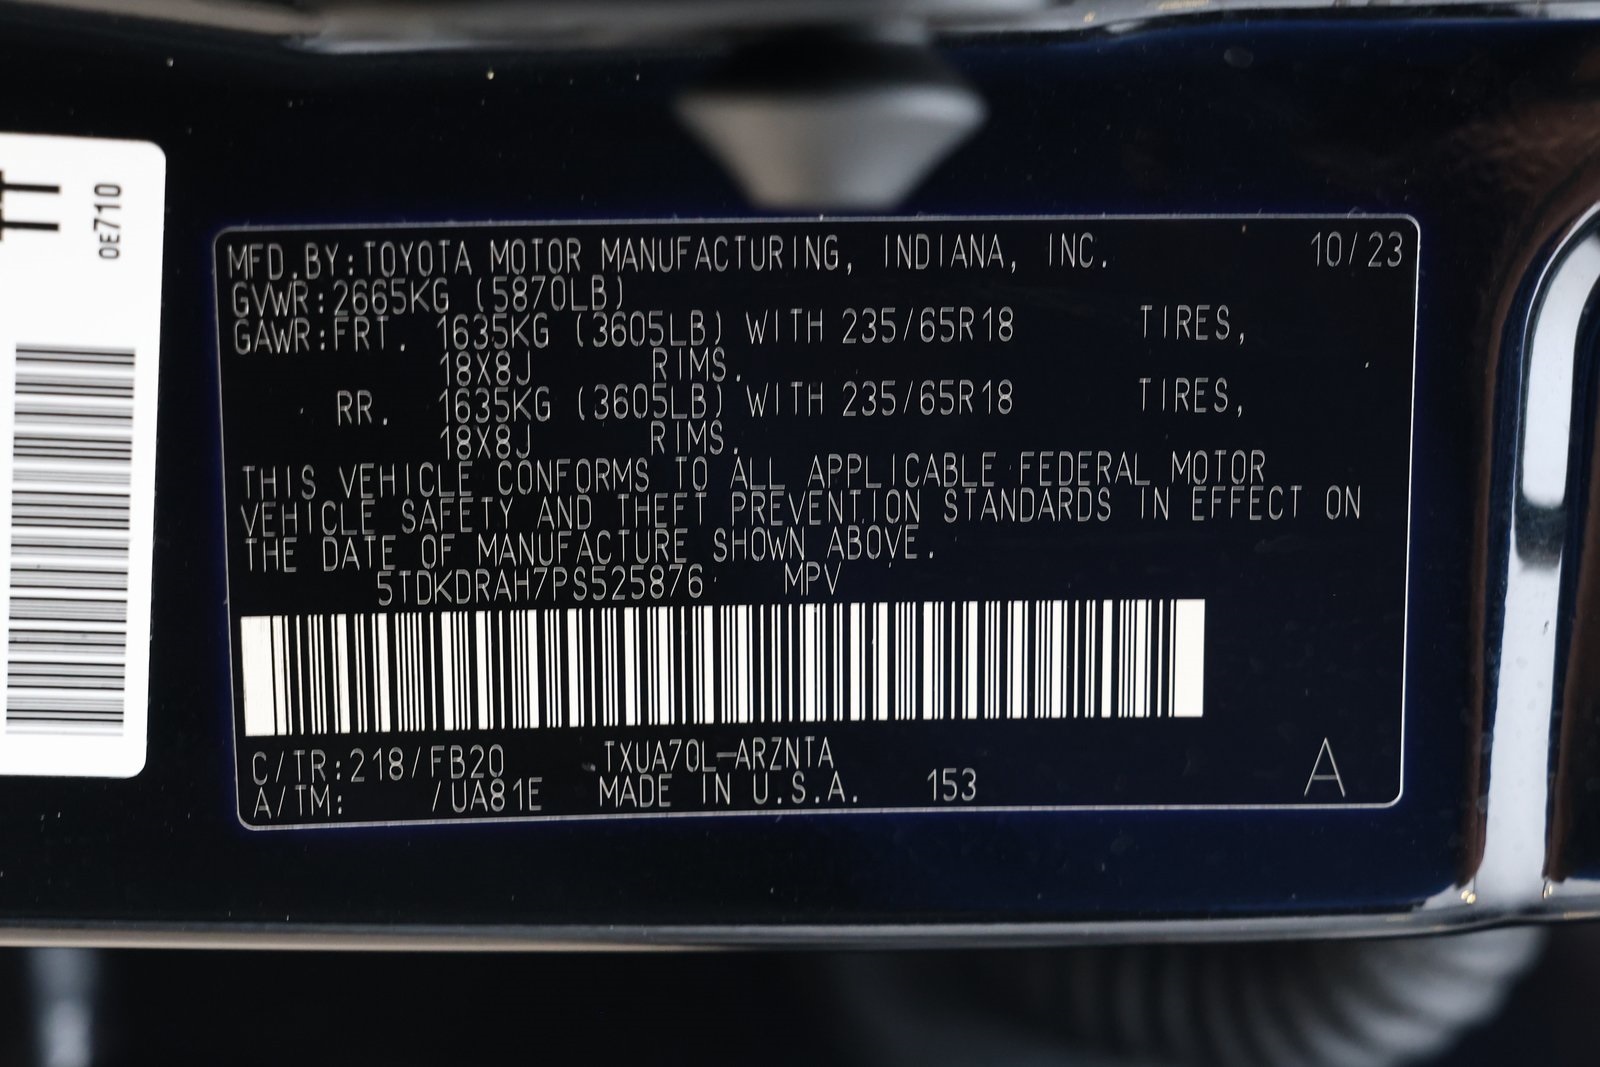 TT
0E710
MFD.BY:TOYOTA MOTOR MANUFACTURING, INDIANA, INC. 10/23
GVWR:2665KG (5870LB)
GAWR:FRT. 1635KG (3605LB) WITH 235/65R18 TIRES,
18X8J RIMS.
RR. 1635KG (3605LB) WITH 235/65R18 TIRES,
18X8J RIMS.
THIS VEHICLE CONFORMS TO ALL APPLICABLE FEDERAL MOTOR
VEHICLE SAFETY AND THEFT PREVENTION STANDARDS IN EFFECT ON
THE DATE OF MANUFACTURE SHOWN ABOVE.
5TDKDRAH7PS525876 MPV
C/TR:218/FB20 TXUA70L-ARZNTA
A/TM: /UA81E MADE IN U.S.A. 153 A